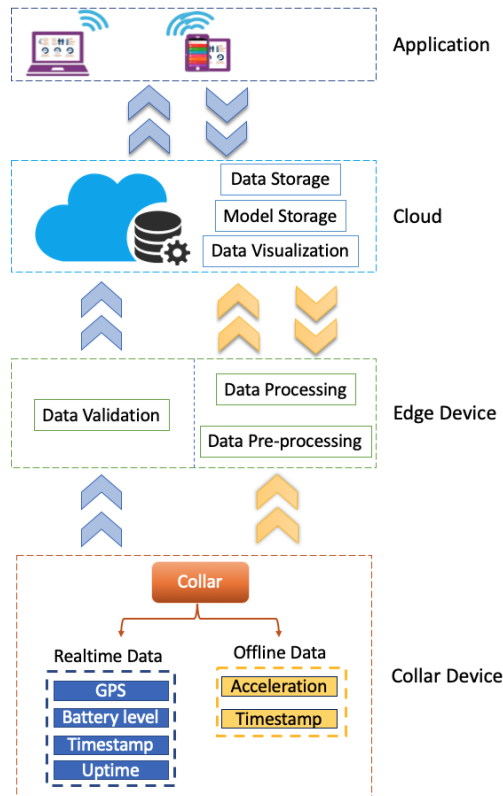 Application
Data Storage
Model Storage
Data Visualization
Cloud
Data Validation
Data Processing
Data Pre-processing
Edge Device
Collar
Realtime Data
GPS
Battery level
Timestamp
Uptime
Offline Data
Acceleration
Timestamp
Collar Device